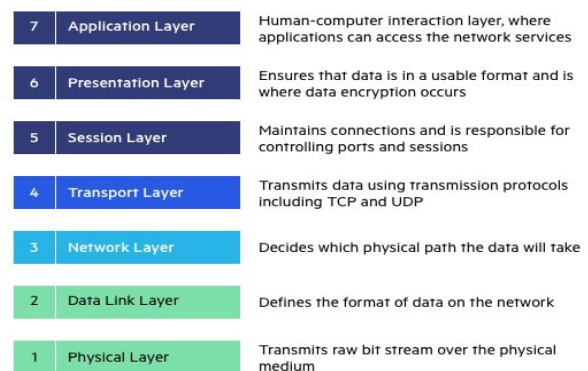 7 Application Layer
Human-computer interaction layer, where
applications can access the network services
6 Presentation Layer
Ensures that data is in a usable format and is
where data encryption occurs
5 Session Layer
Maintains connections and is responsible for
controlling ports and sessions
4 Transport Layer
Transmits data using transmission protocols
including TCP and UDP
3 Network Layer
Decides which physical path the data will take
2 Data Link Layer
Defines the format of data on the network
1 Physical Layer
Transmits raw bit stream over the physical
medium